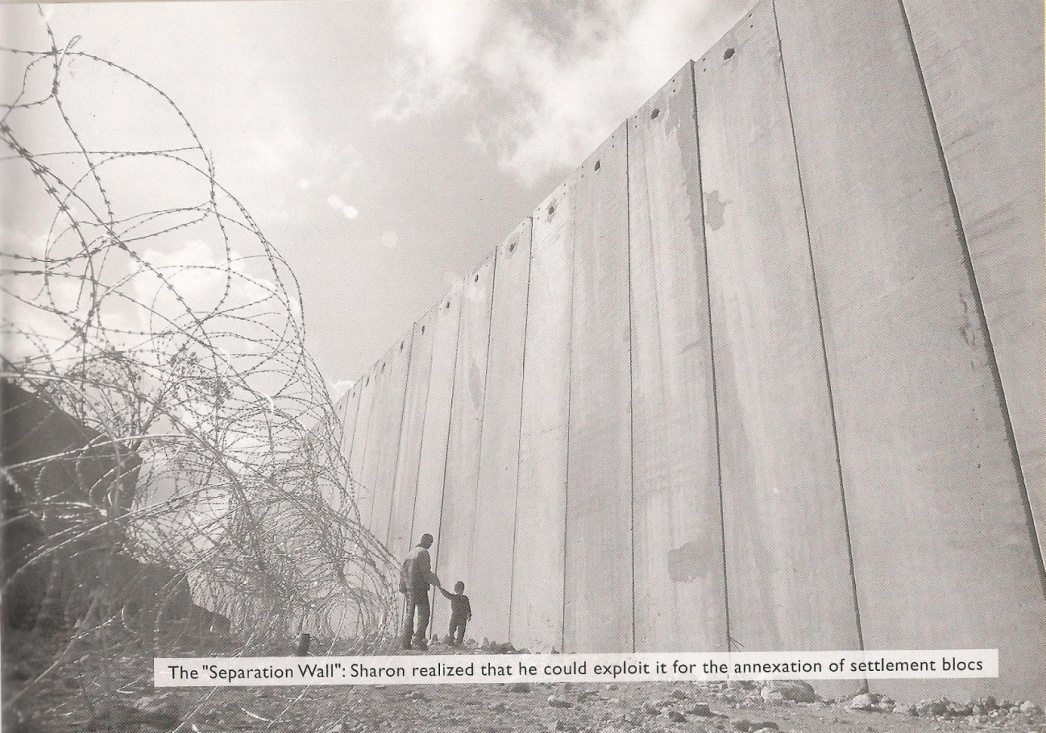 The "Separation Wall": Sharon realized that he could exploit it for the annexation of settlement blocs